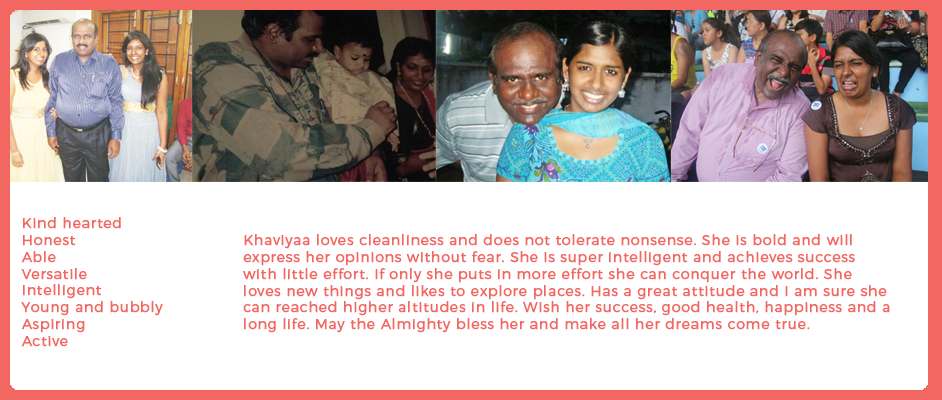 Kind hearted
Honest
Able
Versatile
Intelligent
Young and bubbly
Aspiring
Active
Khaviyaa loves cleanliness and does not tolerate nonsense. She is bold and will
express her opinions without fear. She is super intelligent and achieves success
with little effort. If only she puts in more effort she can conquer the world. She
loves new things and likes to explore places. Has a great attitude and I am sure she
can reached higher altitudes in life. Wish her success, good health, happiness and a
long life. May the Almighty bless her and make all her dreams come true.